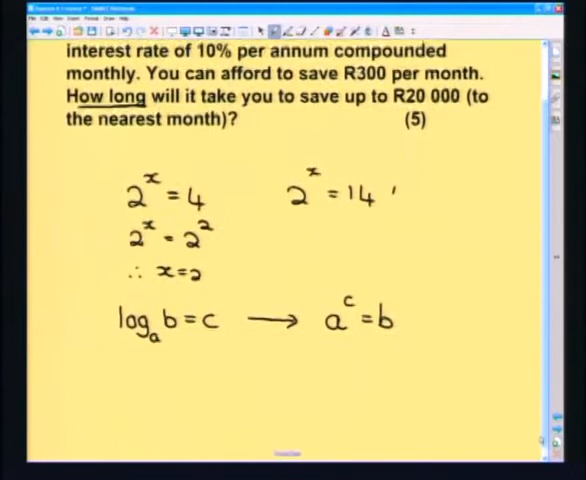 interest rate of 10% per annum compounded
monthly. You can afford to save R300 per month.
How long will it take you to save up to R20 000 (to
the nearest month)? (5)
2^x = 4 2^x = 14
2^x = 2^2
∴ x = 2
log_a b = c → a^c = b